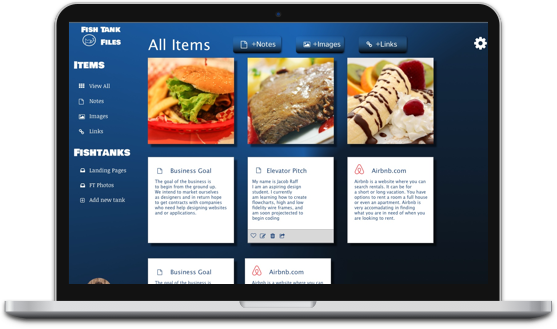 Fish Tank
Files
All Items
+Notes
+Images
+Links
Items
View All
Notes
Images
Links
Fishtanks
Landing Pages
FT Photos
Add new tank
Business Goal
The goal of the business is
to begin from the ground up.
We intend to market ourselves
as designers and in return hope
to get contracts with companies
who need help designing websites
and or applications.
Elevator Pitch
My name is Jacob Raff
I am an aspiring design
student. I currently
am learning how to create
flowcharts, high and low
fidelity wire frames, and
am soon projectected to
begin coding
Airbnb.com
Airbnb is a website where you can
search rentals. It can be for
a short or long vacation. You have
options to rent a room a full house
or even an apartment. Airbnb is
very accomadating in finding
what you are in need of when you
are looking to rent.
Business Goal
The goal of the business is
Airbnb.com
Airbnb is a website where you can